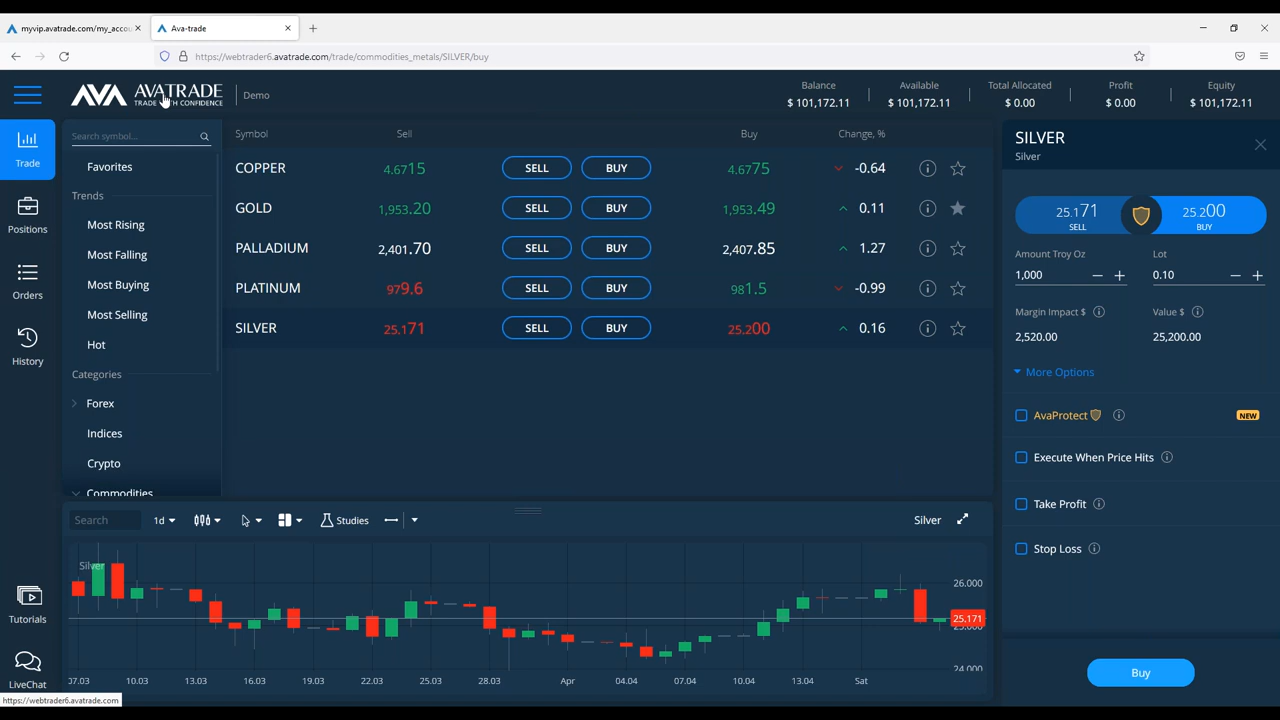 myvip.avatrade.com/my_accou
Ava-trade
https://webtrader6.avatrade.com/trade/commodities_metals/SILVER/buy
AVA AVATRADE
TRADE WITH CONFIDENCE
Demo
Balance Available Total Allocated Profit Equity
$ 101,172.11 $ 101,172.11 $ 0.00 $ 0.00 $ 101,172.11
Trade
Positions
Orders
History
Tutorials
LiveChat
Search symbol...
Favorites
Trends
Most Rising
Most Falling
Most Buying
Most Selling
Hot
Categories
Forex
Indices
Crypto
Commodities
Symbol Sell Buy Change, %
COPPER 4.6715 SELL BUY 4.6775 -0.64
GOLD 1,953.20 SELL BUY 1,953.49 0.11
PALLADIUM 2,401.70 SELL BUY 2,407.85 1.27
PLATINUM 979.6 SELL BUY 981.5 -0.99
SILVER 25.171 SELL BUY 25.200 0.16
SILVER
Silver
25.171 25.200
SELL BUY
Amount Troy Oz Lot
1,000 0.10
Margin Impact $ Value $
2,520.00 25,200.00
More Options
AvaProtect NEW
Execute When Price Hits
Take Profit
Stop Loss
Buy
Search 1d Studies Silver
Silver
26.000
25.171
25.000
24.000
07.03 10.03 13.03 16.03 22.03 25.03 28.03 Apr 04.04 07.04 10.04 13.04 Sat
https://webtrader6.avatrade.com